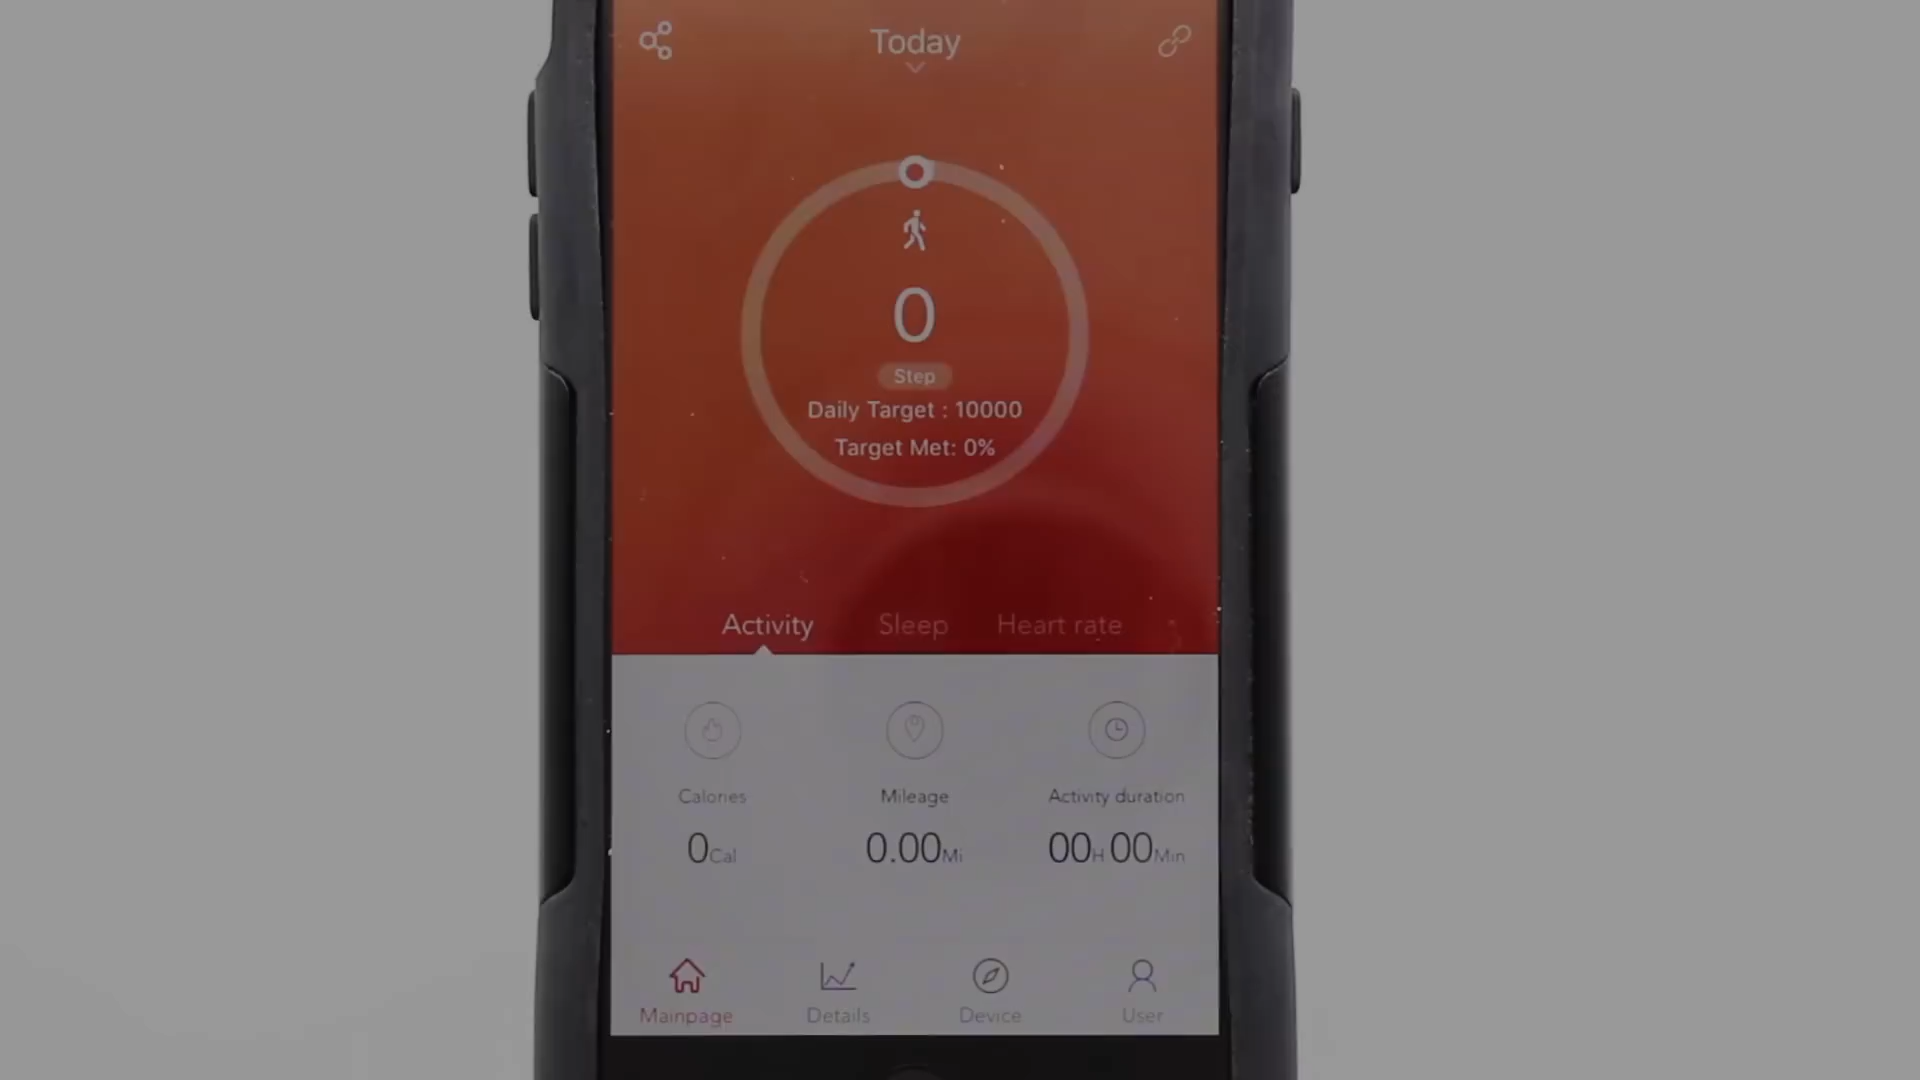 Today
0
Step
Daily Target : 10000
Target Met: 0%
Activity Sleep Heart rate
Calories Mileage Activity duration
0Cal 0.00Mi 00H00Min
Mainpage Details Device User